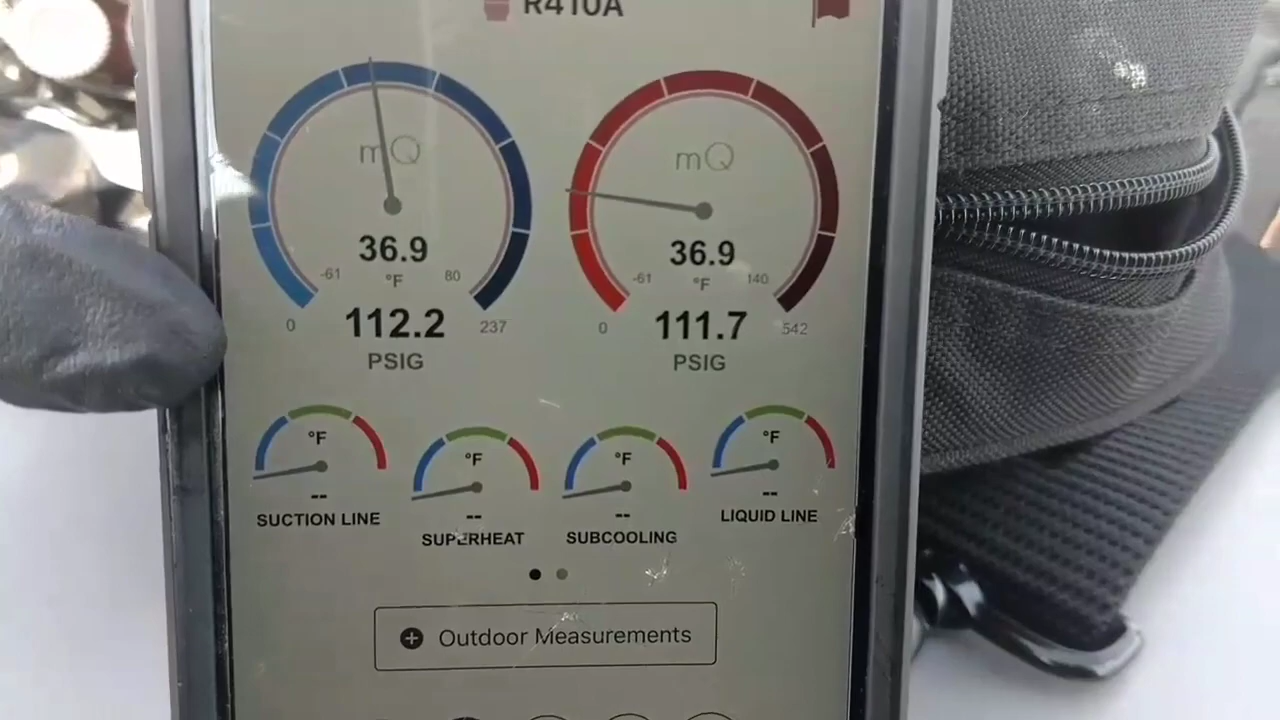 R410A
mQ
mQ
36.9
36.9
°F
°F
-61
80
-61
140
0
112.2
237
0
111.7
542
PSIG
PSIG
°F
°F
°F
°F
--
--
--
--
SUCTION LINE
SUPERHEAT
SUBCOOLING
LIQUID LINE
Outdoor Measurements